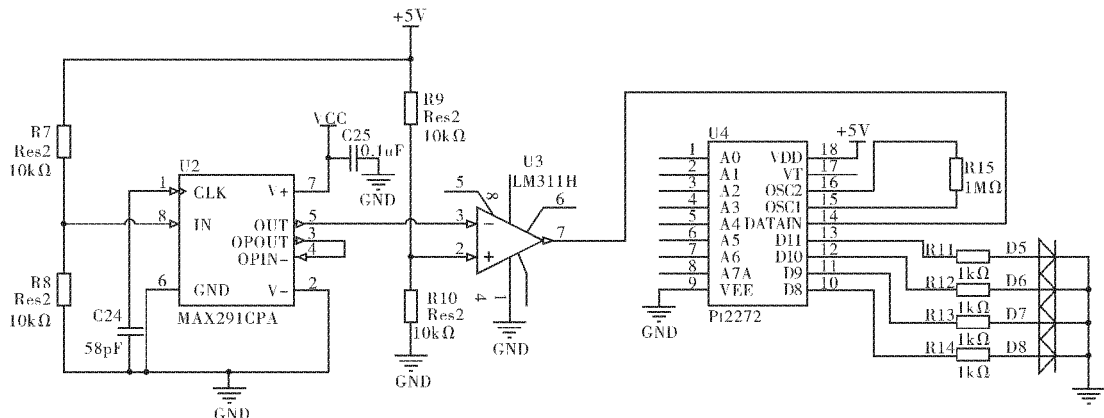 +5V
R7
Res2
10kΩ
R8
Res2
10kΩ
C24
58pF
U2
1
CLK
8
IN
6
GND
V+
7
OUT
5
OPOUT
3
OPIN-
4
V-
2
MAX291CPA
GND
VCC
C25
0.1uF
GND
R9
Res2
10kΩ
R10
Res2
10kΩ
GND
U3
LM311H
5
8
6
3
-
2
+
7
4
1
GND
U4
1 A0 VDD 18
2 A1 VT 17
3 A2 OSC2 16
4 A3 OSC1 15
5 A4 DATAIN 14
6 A5 D11 13
7 A6 D10 12
8 A7A D9 11
9 VEE D8 10
Pt2272
GND
+5V
R15
1MΩ
R11 D5
1kΩ
R12 D6
1kΩ
R13 D7
1kΩ
R14 D8
1kΩ